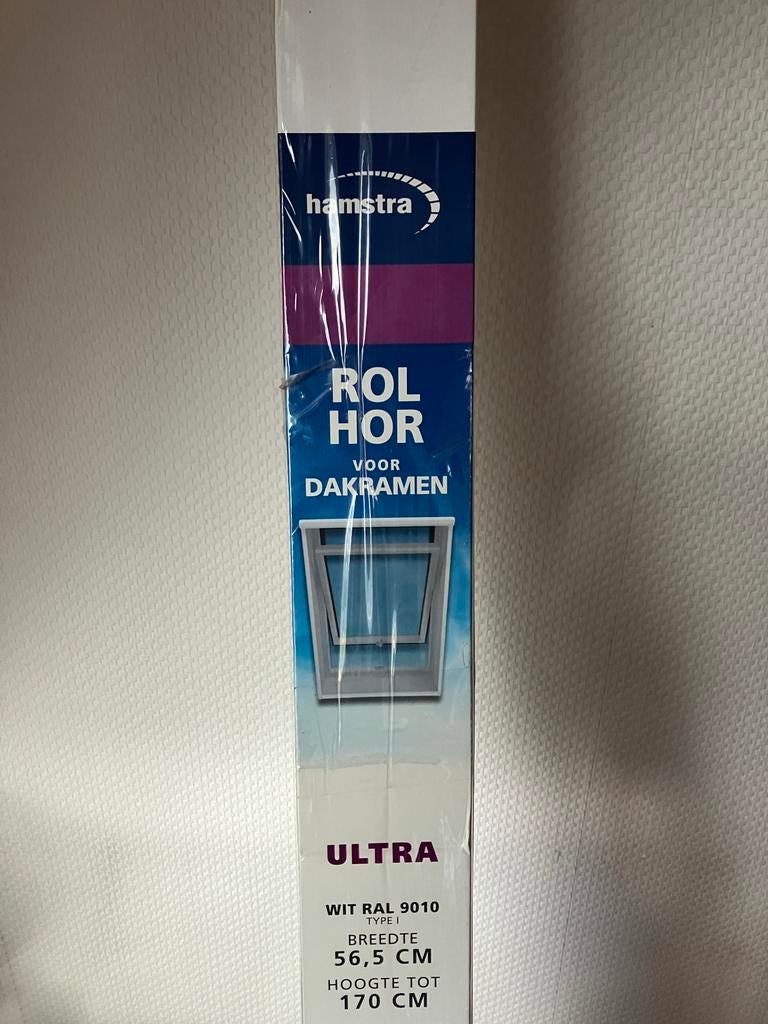 hamstra
ROL
HOR
VOOR
DAKRAMEN
ULTRA
WIT RAL 9010
TYPE I
BREEDTE
56,5 CM
HOOGTE TOT
170 CM